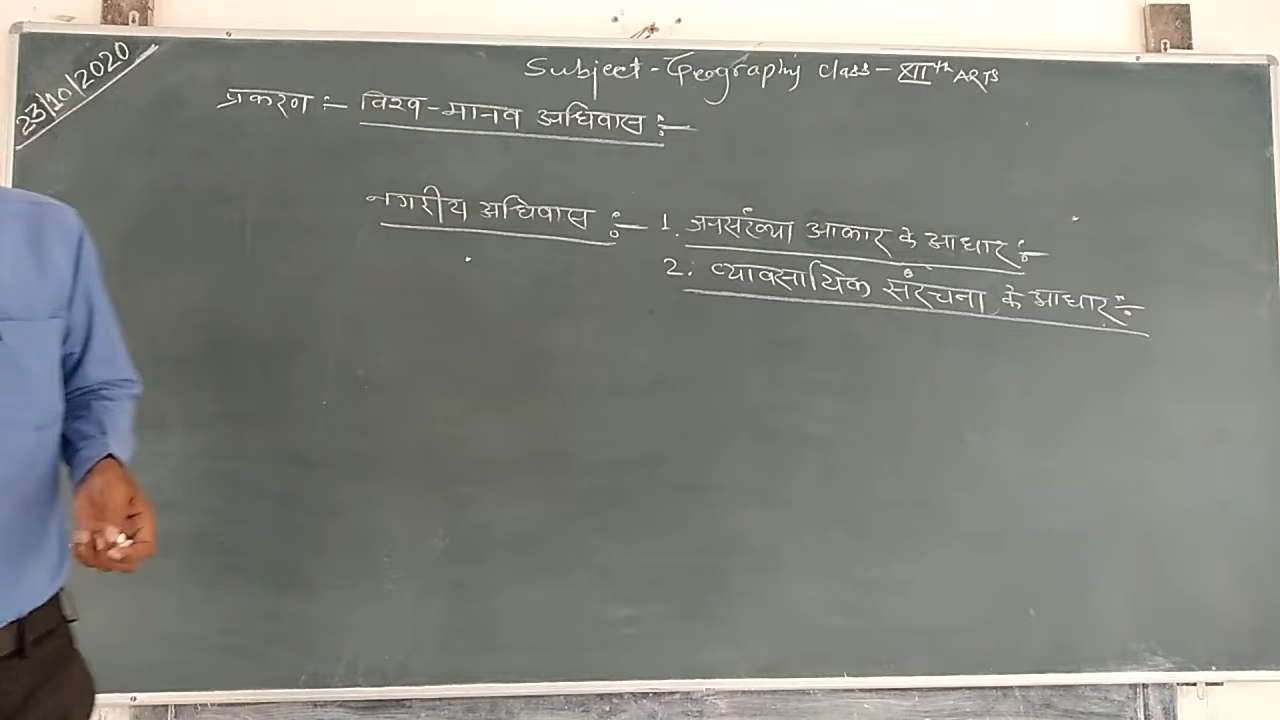 23/10/2020
Subject - Geography class - XIIth ARTS
प्रकरण :- विश्व-मानव अधिवास :-
नगरीय अधिवास :- 1. जनसंख्या आकार के आधार :-
2. व्यावसायिक संरचना के आधार :-